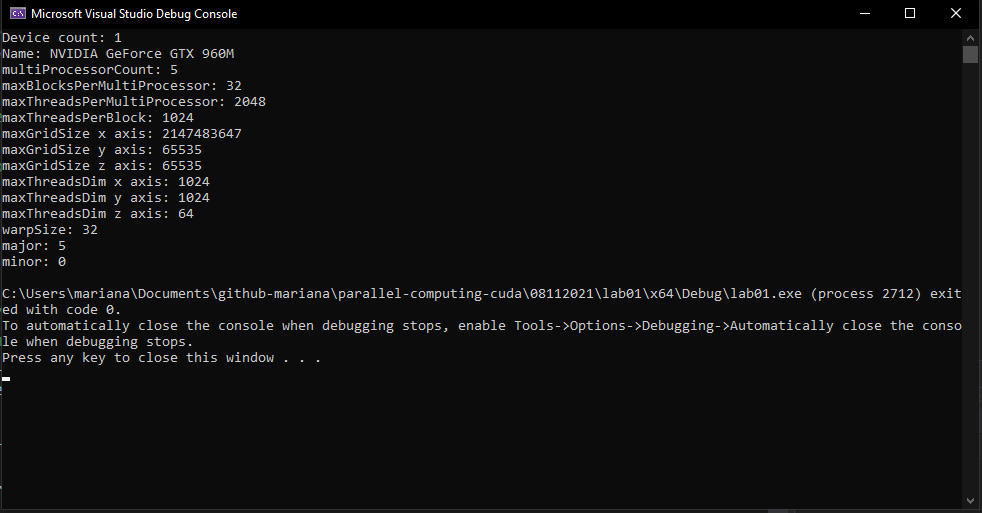 Microsoft Visual Studio Debug Console
Device count: 1
Name: NVIDIA GeForce GTX 960M
multiProcessorCount: 5
maxBlocksPerMultiProcessor: 32
maxThreadsPerMultiProcessor: 2048
maxThreadsPerBlock: 1024
maxGridSize x axis: 2147483647
maxGridSize y axis: 65535
maxGridSize z axis: 65535
maxThreadsDim x axis: 1024
maxThreadsDim y axis: 1024
maxThreadsDim z axis: 64
warpSize: 32
major: 5
minor: 0
C:\Users\mariana\Documents\github-mariana\parallel-computing-cuda\08112021\lab01\x64\Debug\lab01.exe (process 2712) exit
ed with code 0.
To automatically close the console when debugging stops, enable Tools->Options->Debugging->Automatically close the conso
le when debugging stops.
Press any key to close this window . . .